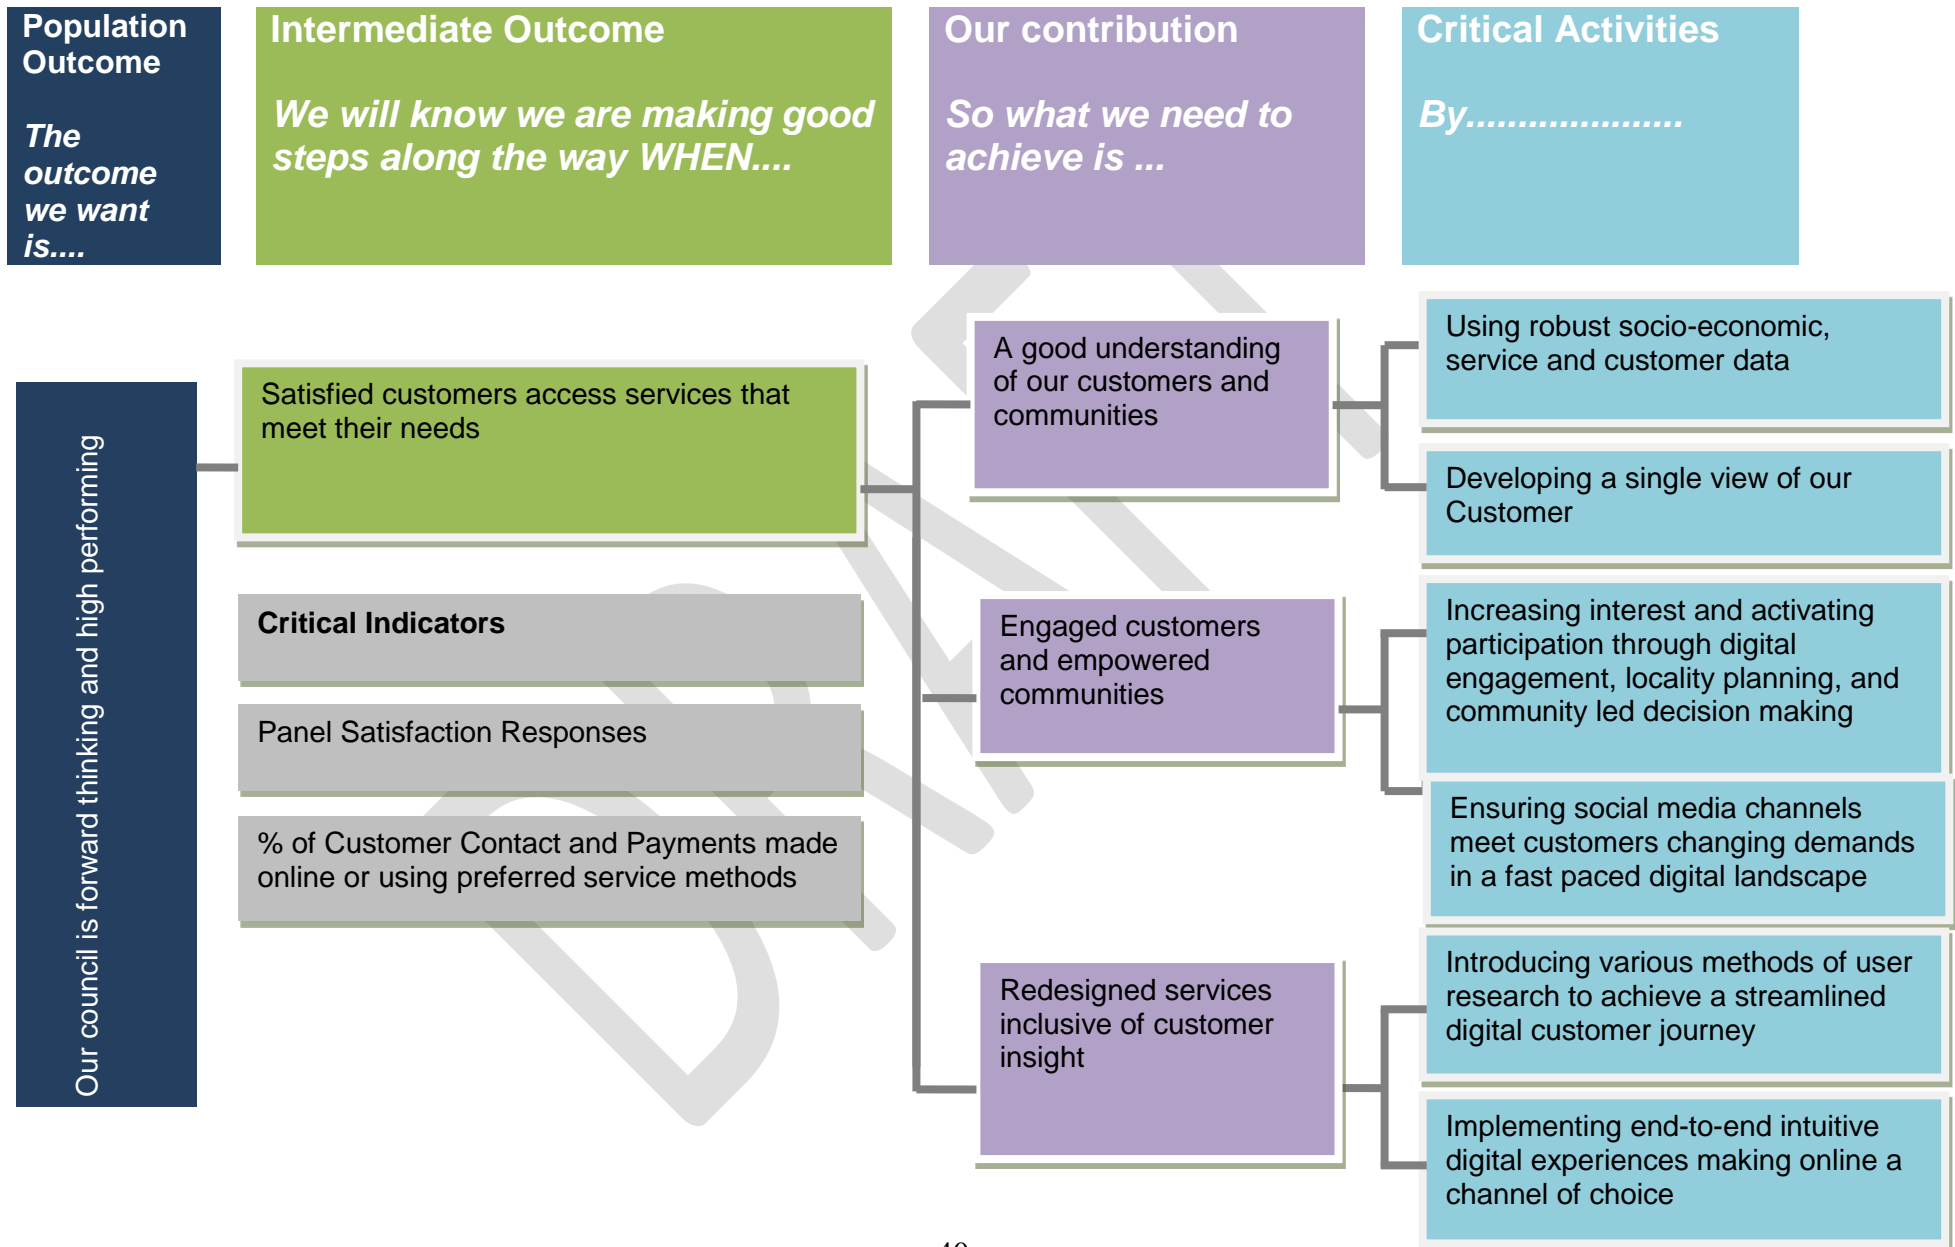 Population
Outcome
The
outcome
we want
is....
Intermediate Outcome
We will know we are making good
steps along the way WHEN....
Our contribution
So what we need to
achieve is ...
Critical Activities
By.....................
Our council is forward thinking and high performing
Satisfied customers access services that
meet their needs
Critical Indicators
Panel Satisfaction Responses
% of Customer Contact and Payments made
online or using preferred service methods
A good understanding
of our customers and
communities
Using robust socio-economic,
service and customer data
Developing a single view of our
Customer
Engaged customers
and empowered
communities
Increasing interest and activating
participation through digital
engagement, locality planning, and
community led decision making
Ensuring social media channels
meet customers changing demands
in a fast paced digital landscape
Redesigned services
inclusive of customer
insight
Introducing various methods of user
research to achieve a streamlined
digital customer journey
Implementing end-to-end intuitive
digital experiences making online a
channel of choice
DRAFT